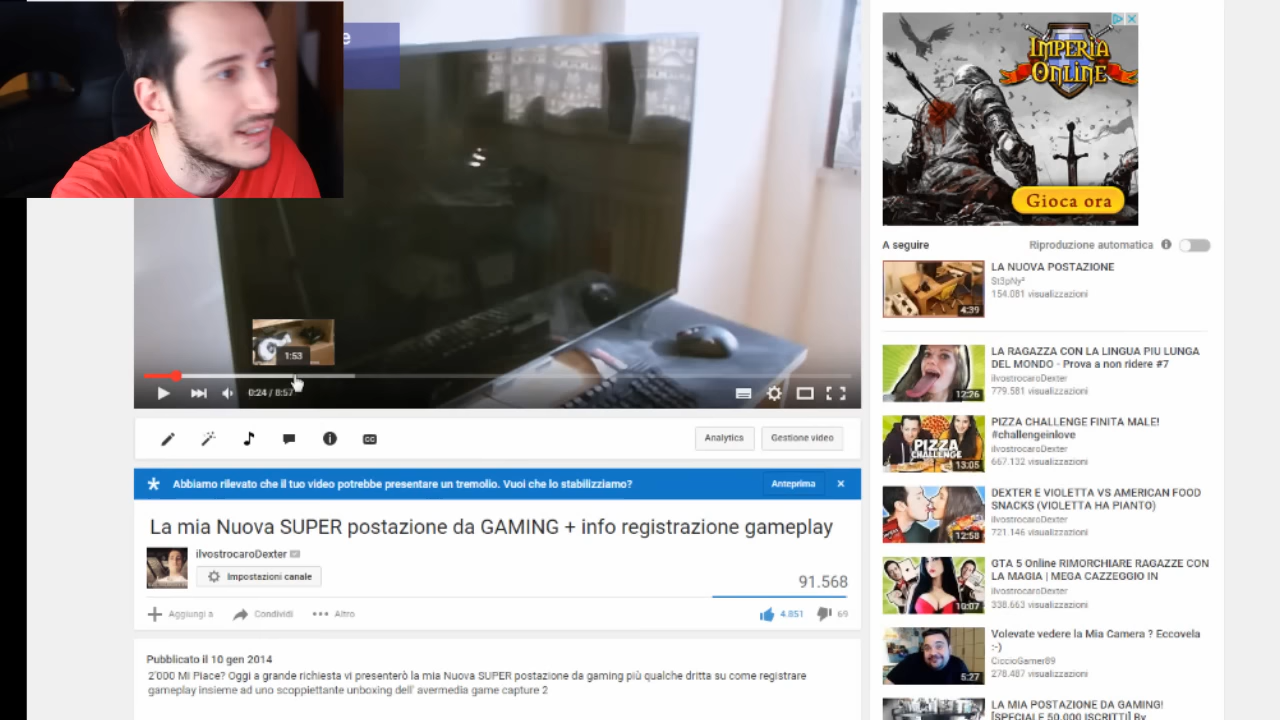 e
IMPERIA
ONLINE
Gioca ora
A seguire
Riproduzione automatica
LA NUOVA POSTAZIONE
St3pNy²
154.081 visualizzazioni
4:39
LA RAGAZZA CON LA LINGUA PIU LUNGA
DEL MONDO - Prova a non ridere #7
ilvostrocaroDexter
779.581 visualizzazioni
12:26
PIZZA CHALLENGE FINITA MALE!
#challengeinlove
ilvostrocaroDexter
667.132 visualizzazioni
PIZZA
CHALLENGE
13:05
DEXTER E VIOLETTA VS AMERICAN FOOD
SNACKS (VIOLETTA HA PIANTO)
ilvostrocaroDexter
721.146 visualizzazioni
12:58
GTA 5 Online RIMORCHIARE RAGAZZE CON
LA MAGIA | MEGA CAZZEGGIO IN
ilvostrocaroDexter
338.663 visualizzazioni
10:07
Volevate vedere la Mia Camera ? Eccovela
:-)
CiccioGamer89
278.487 visualizzazioni
5:27
LA MIA POSTAZIONE DA GAMING!
[SPECIALE 50.000 ISCRITTI] By
1:53
0:24 / 8:57
CC
Analytics
Gestione video
Abbiamo rilevato che il tuo video potrebbe presentare un tremolio. Vuoi che lo stabilizziamo?
Anteprima
La mia Nuova SUPER postazione da GAMING + info registrazione gameplay
ilvostrocaroDexter
Impostazioni canale
91.568
Aggiungi a
Condividi
Altro
4.851
69
Pubblicato il 10 gen 2014
2'000 Mi Piace? Oggi a grande richiesta vi presenterò la mia Nuova SUPER postazione da gaming più qualche dritta su come registrare
gameplay insieme ad uno scoppiettante unboxing dell' avermedia game capture 2